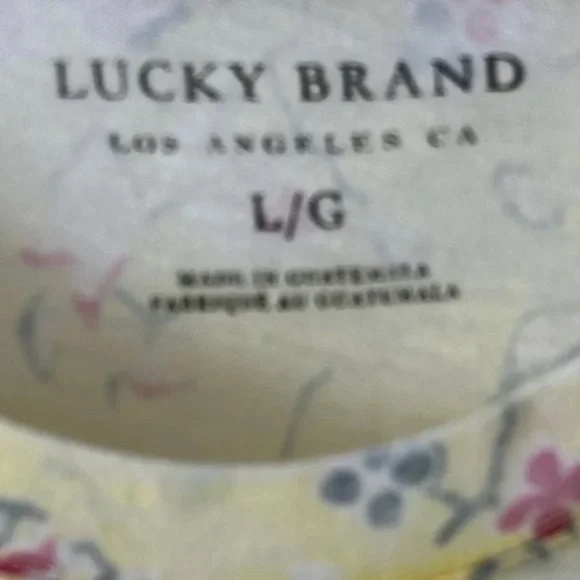 LUCKY BRAND
LOS ANGELES CA
L/G
MADE IN GUATEMALA
FABRIQUÉ AU GUATEMALA